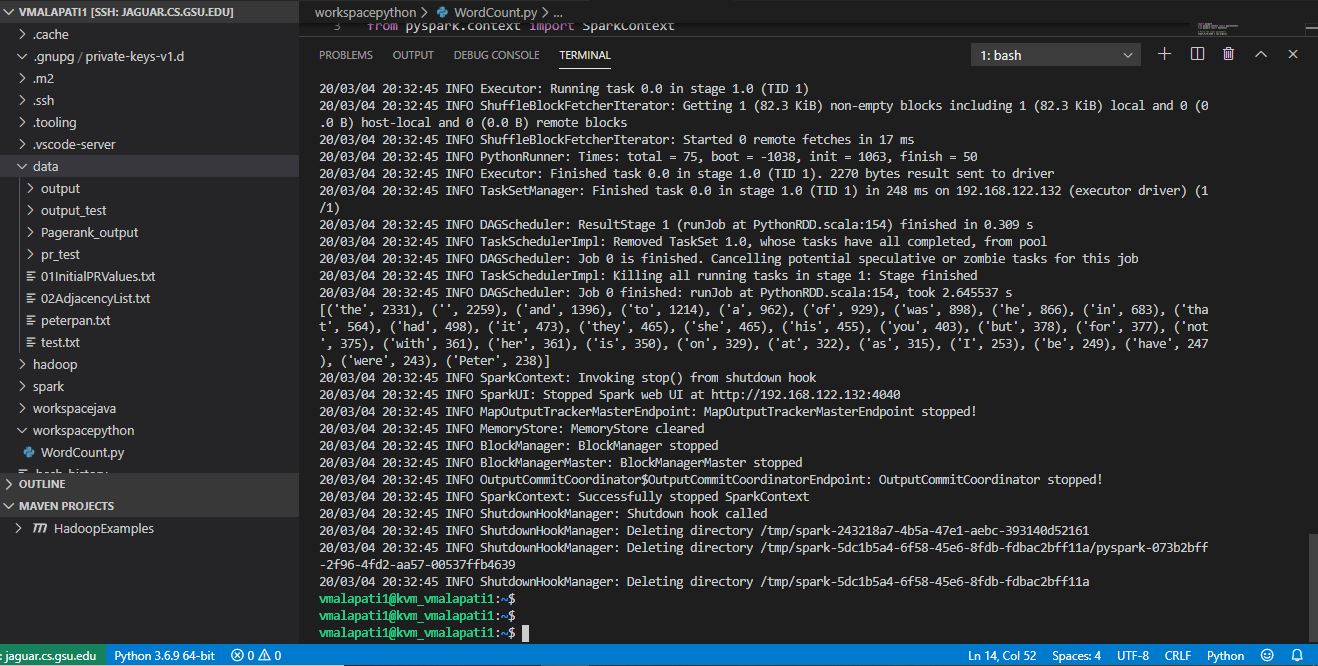 VMALAPATI1 [SSH: JAGUAR.CS.GSU.EDU]
.cache
.gnupg / private-keys-v1.d
.m2
.ssh
.tooling
.vscode-server
data
output
output_test
Pagerank_output
pr_test
01InitialPRValues.txt
02AdjacencyList.txt
peterpan.txt
test.txt
hadoop
spark
workspacejava
workspacepython
WordCount.py
.bash_history
OUTLINE
MAVEN PROJECTS
HadoopExamples
workspacepython > WordCount.py > ...
3 from pyspark.context import SparkContext
PROBLEMS OUTPUT DEBUG CONSOLE TERMINAL 1: bash
20/03/04 20:32:45 INFO Executor: Running task 0.0 in stage 1.0 (TID 1)
20/03/04 20:32:45 INFO ShuffleBlockFetcherIterator: Getting 1 (82.3 KiB) non-empty blocks including 1 (82.3 KiB) local and 0 (0
.0 B) host-local and 0 (0.0 B) remote blocks
20/03/04 20:32:45 INFO ShuffleBlockFetcherIterator: Started 0 remote fetches in 17 ms
20/03/04 20:32:45 INFO PythonRunner: Times: total = 75, boot = -1038, init = 1063, finish = 50
20/03/04 20:32:45 INFO Executor: Finished task 0.0 in stage 1.0 (TID 1). 2270 bytes result sent to driver
20/03/04 20:32:45 INFO TaskSetManager: Finished task 0.0 in stage 1.0 (TID 1) in 248 ms on 192.168.122.132 (executor driver) (1
/1)
20/03/04 20:32:45 INFO DAGScheduler: ResultStage 1 (runJob at PythonRDD.scala:154) finished in 0.309 s
20/03/04 20:32:45 INFO TaskSchedulerImpl: Removed TaskSet 1.0, whose tasks have all completed, from pool
20/03/04 20:32:45 INFO DAGScheduler: Job 0 is finished. Cancelling potential speculative or zombie tasks for this job
20/03/04 20:32:45 INFO TaskSchedulerImpl: Killing all running tasks in stage 1: Stage finished
20/03/04 20:32:45 INFO DAGScheduler: Job 0 finished: runJob at PythonRDD.scala:154, took 2.645537 s
[('the', 2331), ('', 2259), ('and', 1396), ('to', 1214), ('a', 962), ('of', 929), ('was', 898), ('he', 866), ('in', 683), ('tha
t', 564), ('had', 498), ('it', 473), ('they', 465), ('she', 465), ('his', 455), ('you', 403), ('but', 378), ('for', 377), ('not
', 375), ('with', 361), ('her', 361), ('is', 350), ('on', 329), ('at', 322), ('as', 315), ('I', 253), ('be', 249), ('have', 247
), ('were', 243), ('Peter', 238)]
20/03/04 20:32:45 INFO SparkContext: Invoking stop() from shutdown hook
20/03/04 20:32:45 INFO SparkUI: Stopped Spark web UI at http://192.168.122.132:4040
20/03/04 20:32:45 INFO MapOutputTrackerMasterEndpoint: MapOutputTrackerMasterEndpoint stopped!
20/03/04 20:32:45 INFO MemoryStore: MemoryStore cleared
20/03/04 20:32:45 INFO BlockManager: BlockManager stopped
20/03/04 20:32:45 INFO BlockManagerMaster: BlockManagerMaster stopped
20/03/04 20:32:45 INFO OutputCommitCoordinator$OutputCommitCoordinatorEndpoint: OutputCommitCoordinator stopped!
20/03/04 20:32:45 INFO SparkContext: Successfully stopped SparkContext
20/03/04 20:32:45 INFO ShutdownHookManager: Shutdown hook called
20/03/04 20:32:45 INFO ShutdownHookManager: Deleting directory /tmp/spark-243218a7-4b5a-47e1-aebc-393140d52161
20/03/04 20:32:45 INFO ShutdownHookManager: Deleting directory /tmp/spark-5dc1b5a4-6f58-45e6-8fdb-fdbac2bff11a/pyspark-073b2bff
-2f96-4fd2-aa57-00537ffb4639
20/03/04 20:32:45 INFO ShutdownHookManager: Deleting directory /tmp/spark-5dc1b5a4-6f58-45e6-8fdb-fdbac2bff11a
vmalapati1@kvm_vmalapati1:~$
vmalapati1@kvm_vmalapati1:~$
vmalapati1@kvm_vmalapati1:~$
: jaguar.cs.gsu.edu Python 3.6.9 64-bit 0 0 Ln 14, Col 52 Spaces: 4 UTF-8 CRLF Python